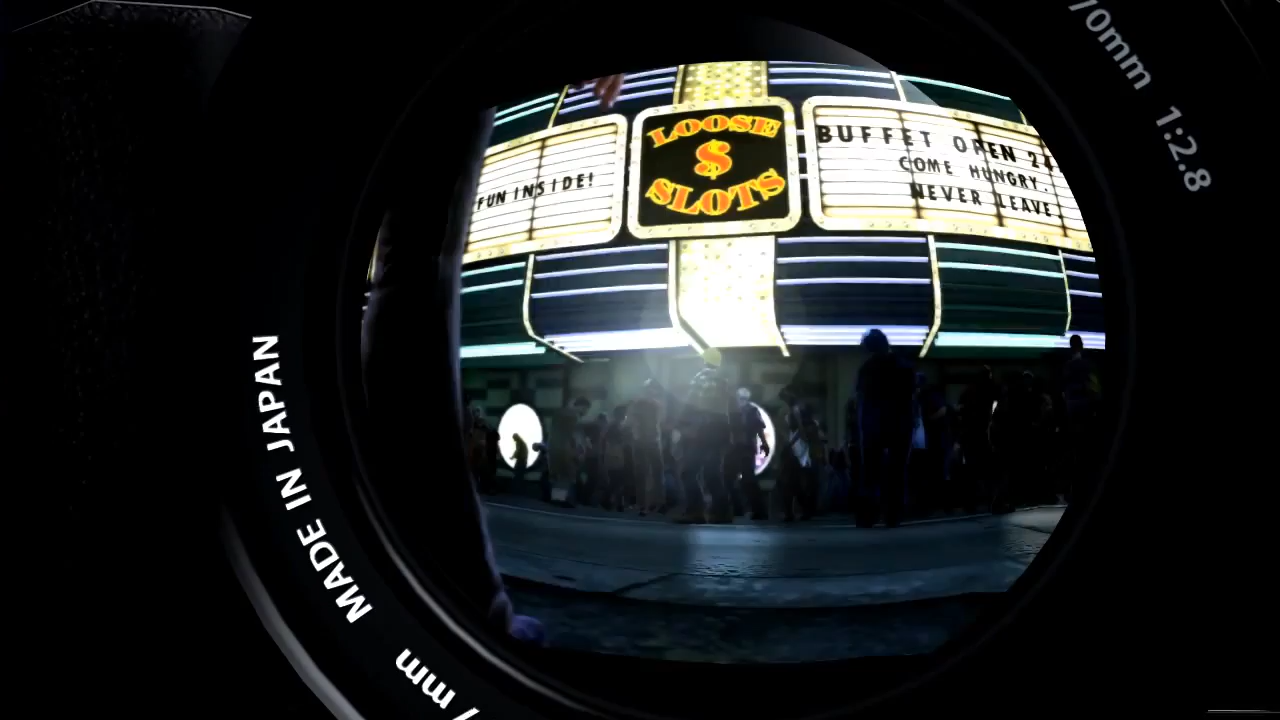 FUN INSIDE!
LOOSE
$
SLOTS
BUFFET OPEN 24
COME HUNGRY.
NEVER LEAVE
70mm 1:2.8
MADE IN JAPAN
mm